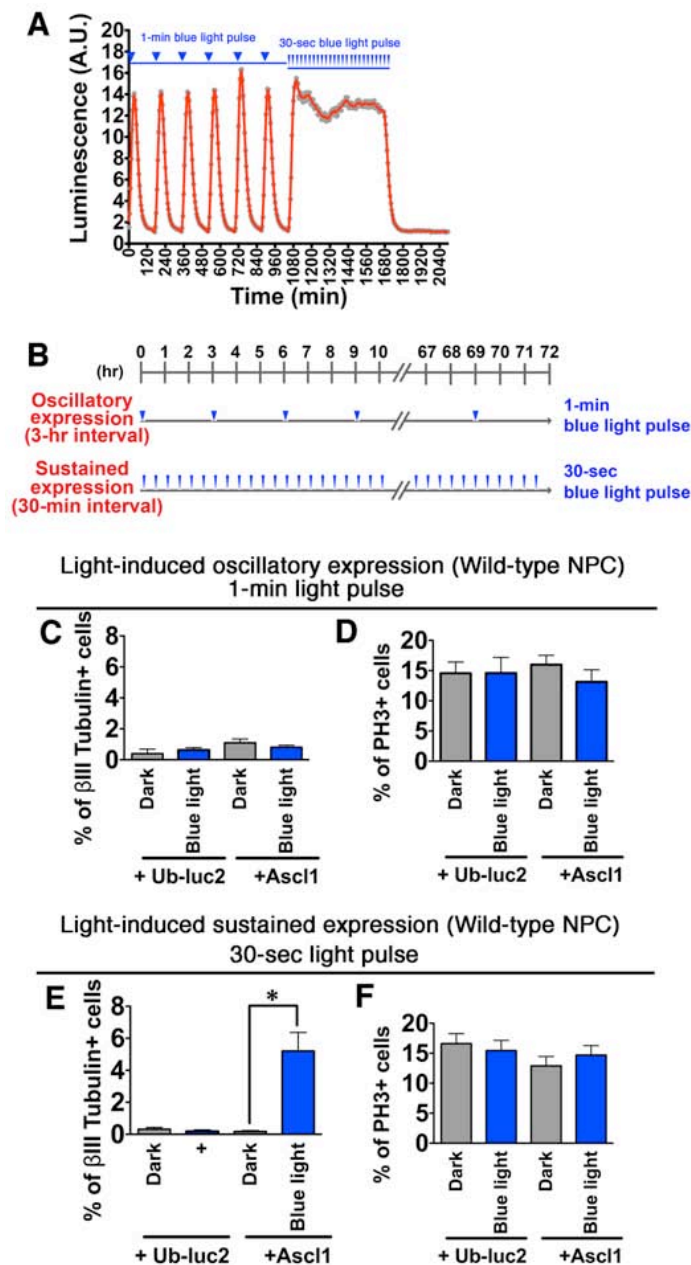 A
Luminescence (A.U.)
20
18
16
14
12
10
8
6
4
2
0
1-min blue light pulse
30-sec blue light pulse
0 120 240 360 480 600 720 840 960 1080 1200 1320 1440 1560 1680 1800 1920 2040
Time (min)
B
(hr)
0 1 2 3 4 5 6 7 8 9 10 67 68 69 70 71 72
Oscillatory
expression
(3-hr interval)
1-min
blue light pulse
Sustained
expression
(30-min interval)
30-sec
blue light pulse
Light-induced oscillatory expression (Wild-type NPC)
1-min light pulse
C
% of βIII Tubulin+ cells
8
6
4
2
0
Dark
Blue light
Dark
Blue light
+ Ub-luc2
+Ascl1
D
% of PH3+ cells
20
15
10
15
0
Dark
Blue light
Dark
Blue light
+ Ub-luc2
+Ascl1
Light-induced sustained expression (Wild-type NPC)
30-sec light pulse
E
% of βIII Tubulin+ cells
8
6
4
2
0
*
Dark
+
Dark
Blue light
+ Ub-luc2
+Ascl1
F
% of PH3+ cells
20
15
10
15
0
Dark
Blue light
Dark
Blue light
+ Ub-luc2
+Ascl1